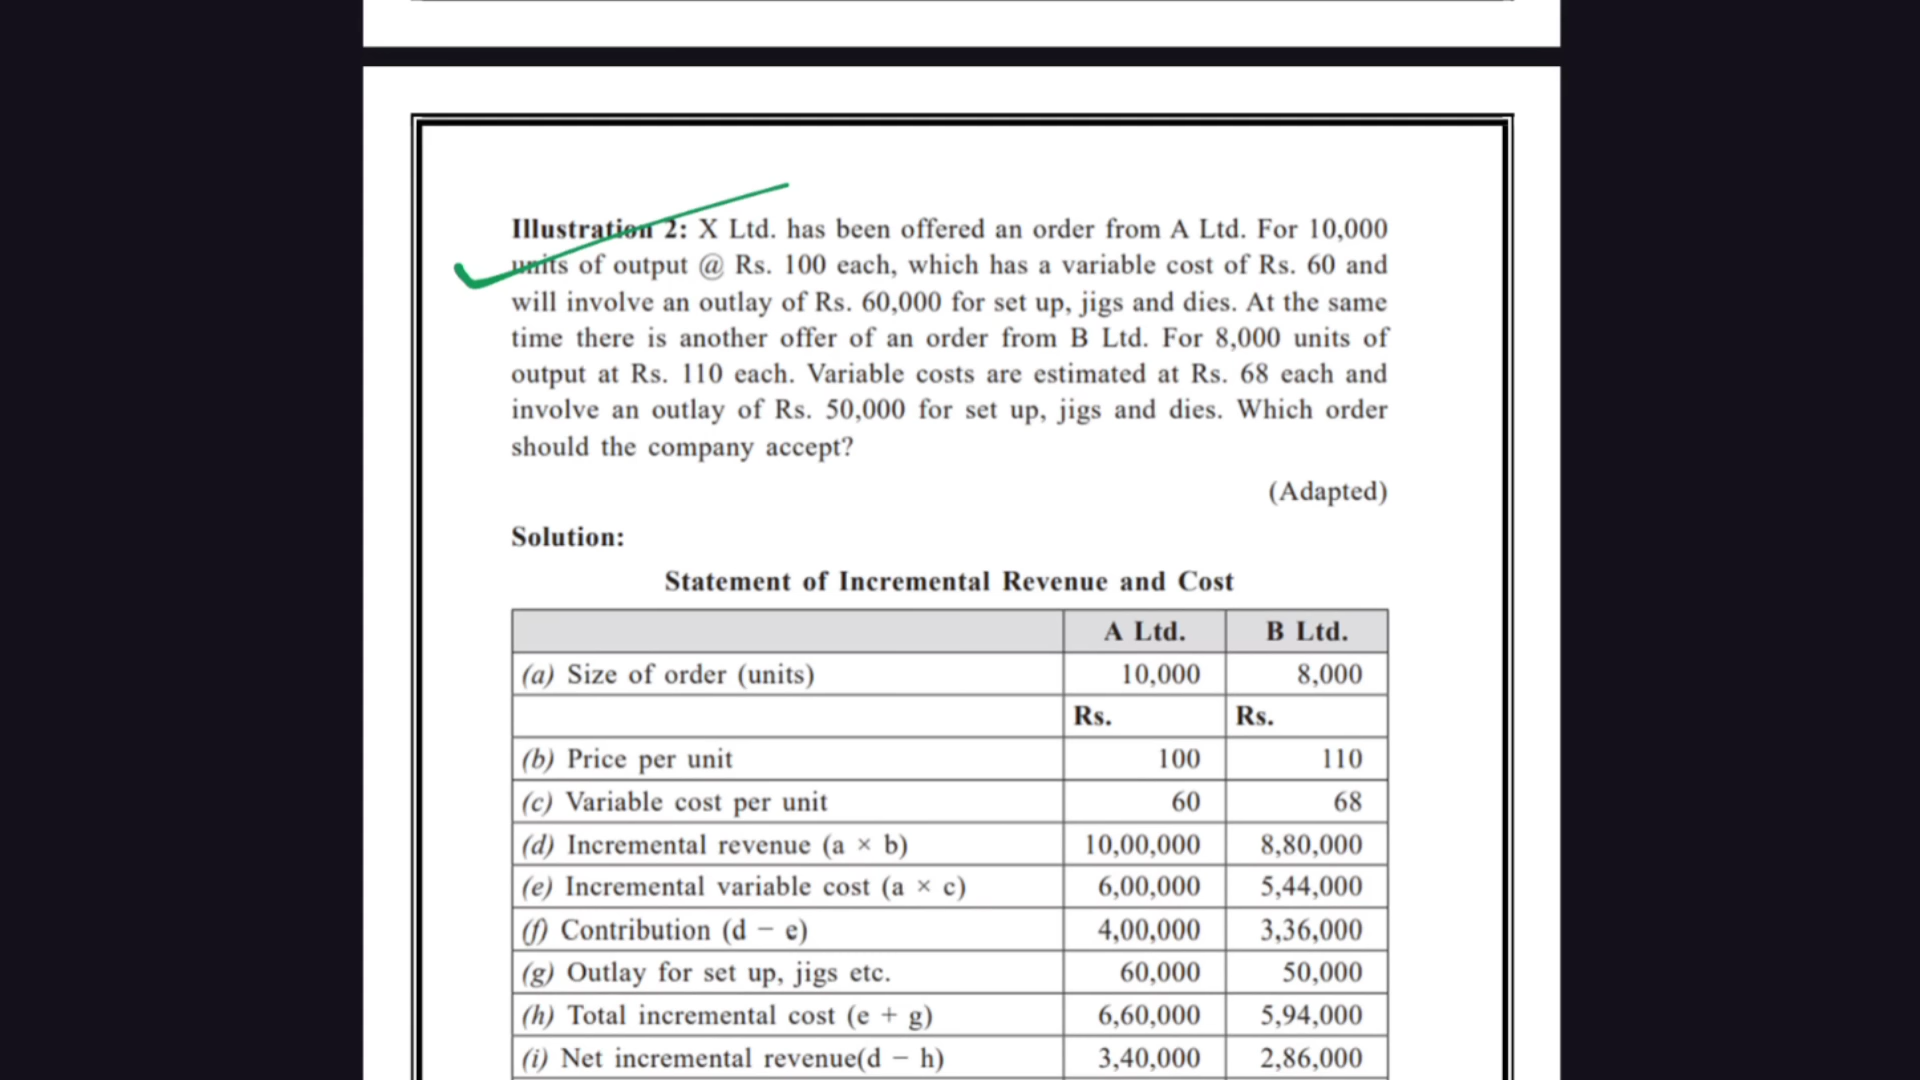 Illustration 2: X Ltd. has been offered an order from A Ltd. For 10,000
units of output @ Rs. 100 each, which has a variable cost of Rs. 60 and
will involve an outlay of Rs. 60,000 for set up, jigs and dies. At the same
time there is another offer of an order from B Ltd. For 8,000 units of
output at Rs. 110 each. Variable costs are estimated at Rs. 68 each and
involve an outlay of Rs. 50,000 for set up, jigs and dies. Which order
should the company accept?
(Adapted)
Solution:
Statement of Incremental Revenue and Cost
A Ltd. B Ltd.
(a) Size of order (units) 10,000 8,000
Rs. Rs.
(b) Price per unit 100 110
(c) Variable cost per unit 60 68
(d) Incremental revenue (a × b) 10,00,000 8,80,000
(e) Incremental variable cost (a × c) 6,00,000 5,44,000
(f) Contribution (d − e) 4,00,000 3,36,000
(g) Outlay for set up, jigs etc. 60,000 50,000
(h) Total incremental cost (e + g) 6,60,000 5,94,000
(i) Net incremental revenue(d − h) 3,40,000 2,86,000